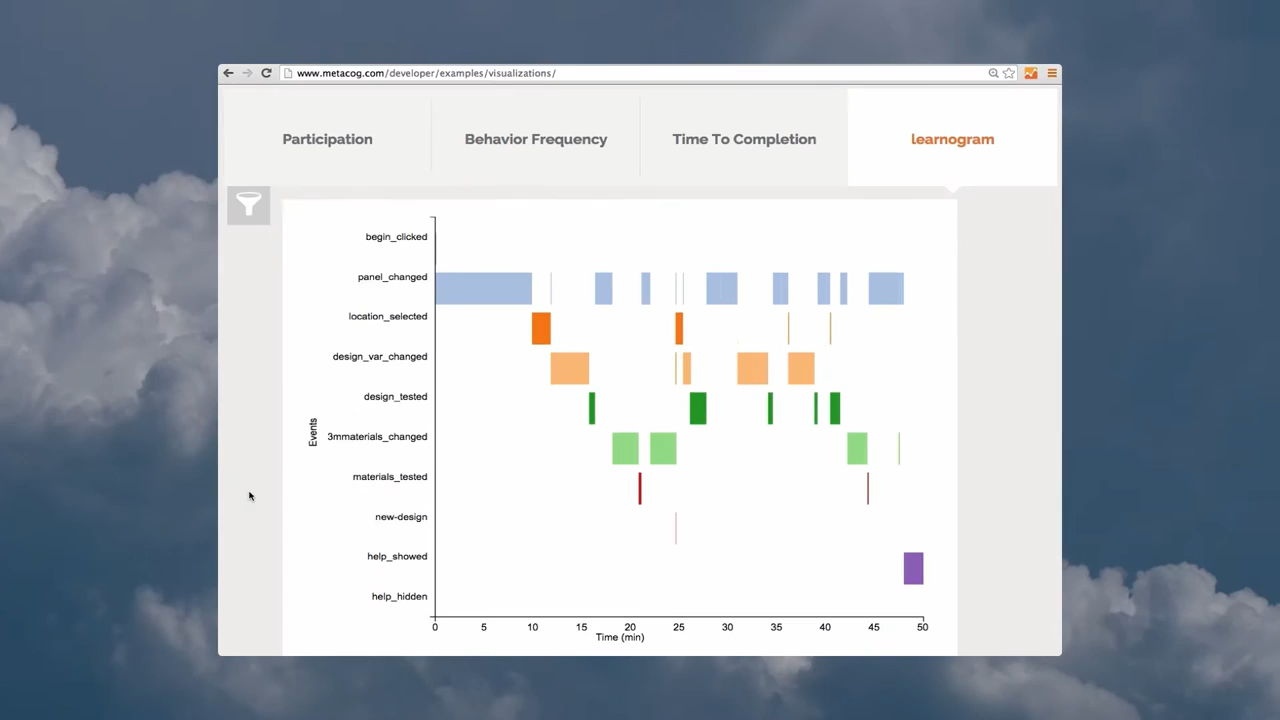 www.metacog.com/developer/examples/visualizations/
Participation
Behavior Frequency
Time To Completion
learnogram
begin_clicked
panel_changed
location_selected
design_var_changed
design_tested
3mmaterials_changed
materials_tested
new-design
help_showed
help_hidden
Events
0 5 10 15 20 25 30 35 40 45 50
Time (min)